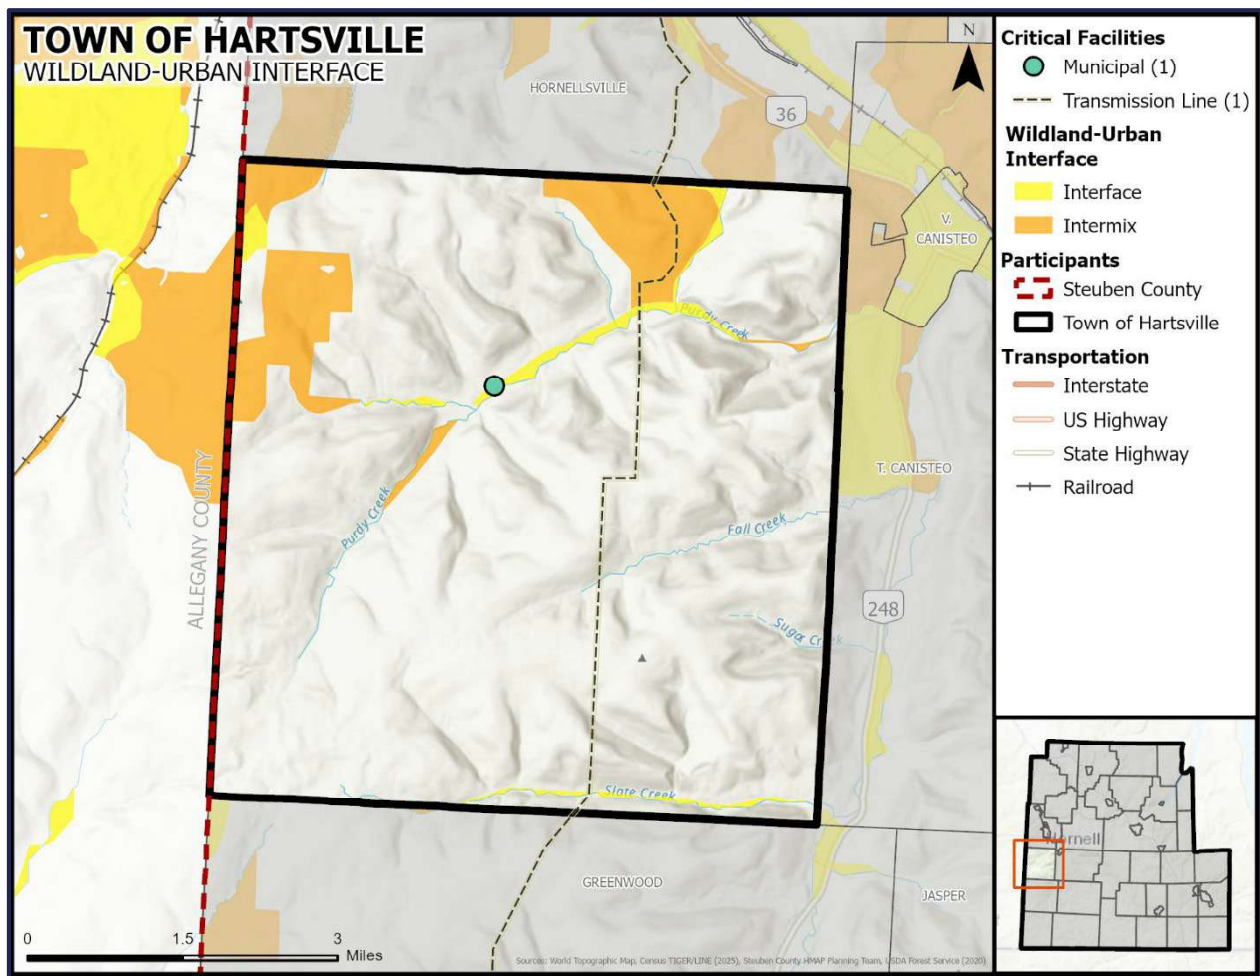 TOWN OF HARTSVILLE
WILDLAND-URBAN INTERFACE
HORNELLSVILLE
36
N
V.
CANISTEO
Purdy Creek
T. CANISTEO
Purdy Creek
Fall Creek
ALLEGANY COUNTY
248
Sugar Creek
Slate Creek
GREENWOOD
JASPER
0
1.5
3
Miles
Sources: World Topographic Map, Census TIGER/LINE (2025), Steuben County HMAP Planning Team, USDA Forest Service (2020)
Critical Facilities
Municipal (1)
Transmission Line (1)
Wildland-Urban
Interface
Interface
Intermix
Participants
Steuben County
Town of Hartsville
Transportation
Interstate
US Highway
State Highway
Railroad
Hornell